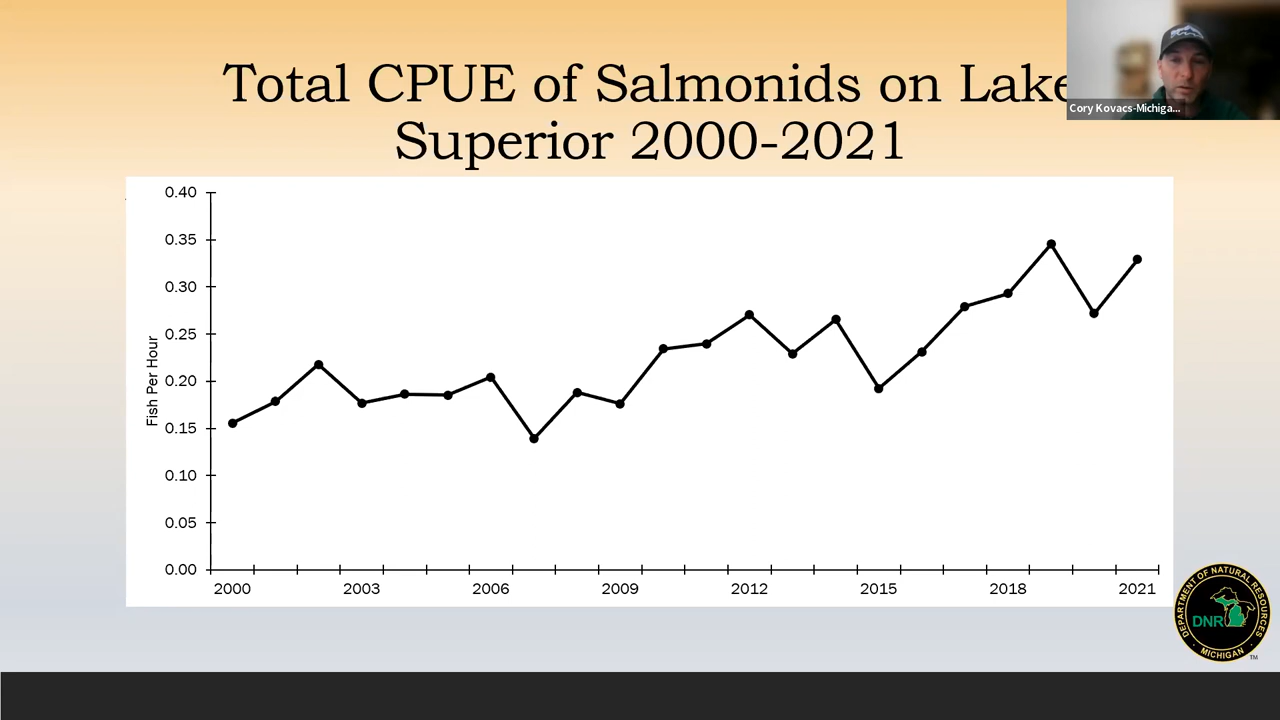 Total CPUE of Salmonids on Lake
Superior 2000-2021
Cory Kovacs-Michiga...
0.40
0.35
0.30
0.25
0.20
0.15
0.10
0.05
0.00
Fish Per Hour
2000 2003 2006 2009 2012 2015 2018 2021
DEPARTMENT OF NATURAL RESOURCES
DNR
MICHIGAN
TM